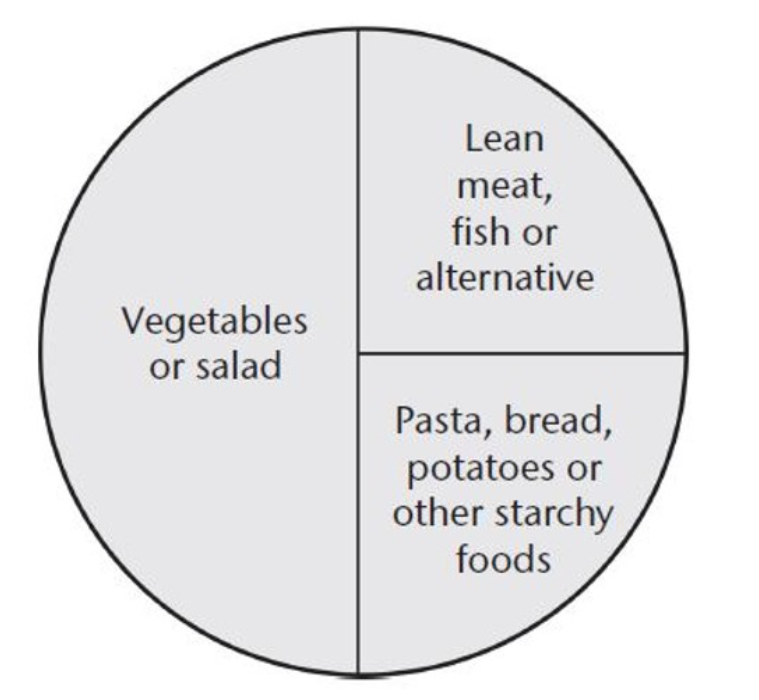 Vegetables
or salad
Lean
meat,
fish or
alternative
Pasta, bread,
potatoes or
other starchy
foods